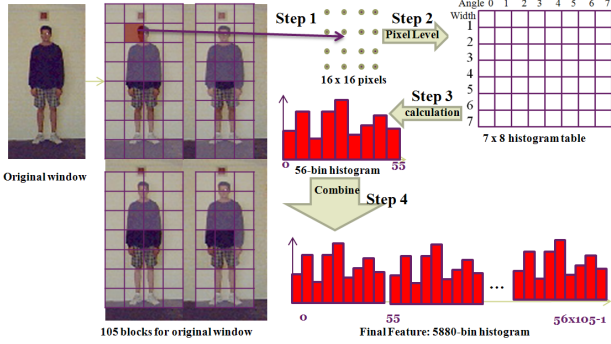 Step 1
Step 2
Pixel Level
16 x 16 pixels
Angle 0 1 2 3 4 5 6 7
Width
1
2
3
4
5
6
7
7 x 8 histogram table
Step 3
calculation
0
55
56-bin histogram
Original window
Combine
Step 4
...
0
55
56x105-1
105 blocks for original window
Final Feature: 5880-bin histogram